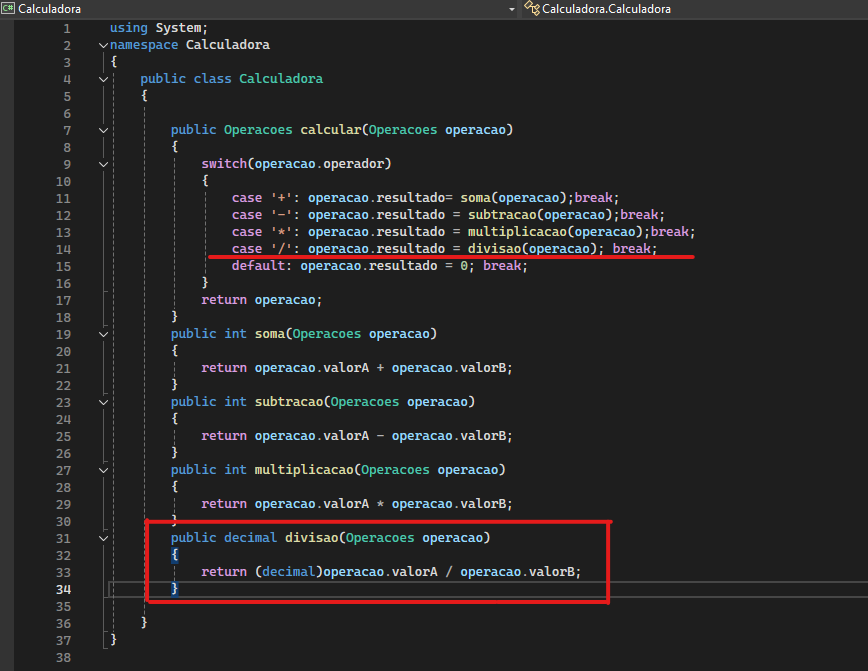 C# Calculadora Calculadora.Calculadora
1 using System;
2 namespace Calculadora
3 {
4 public class Calculadora
5 {
6
7 public Operacoes calcular(Operacoes operacao)
8 {
9 switch(operacao.operador)
10 {
11 case '+': operacao.resultado= soma(operacao);break;
12 case '-': operacao.resultado = subtracao(operacao);break;
13 case '*': operacao.resultado = multiplicacao(operacao);break;
14 case '/': operacao.resultado = divisao(operacao); break;
15 default: operacao.resultado = 0; break;
16 }
17 return operacao;
18 }
19 public int soma(Operacoes operacao)
20 {
21 return operacao.valorA + operacao.valorB;
22 }
23 public int subtracao(Operacoes operacao)
24 {
25 return operacao.valorA - operacao.valorB;
26 }
27 public int multiplicacao(Operacoes operacao)
28 {
29 return operacao.valorA * operacao.valorB;
30 }
31 public decimal divisao(Operacoes operacao)
32 {
33 return (decimal)operacao.valorA / operacao.valorB;
34 }
35
36 }
37 }
38